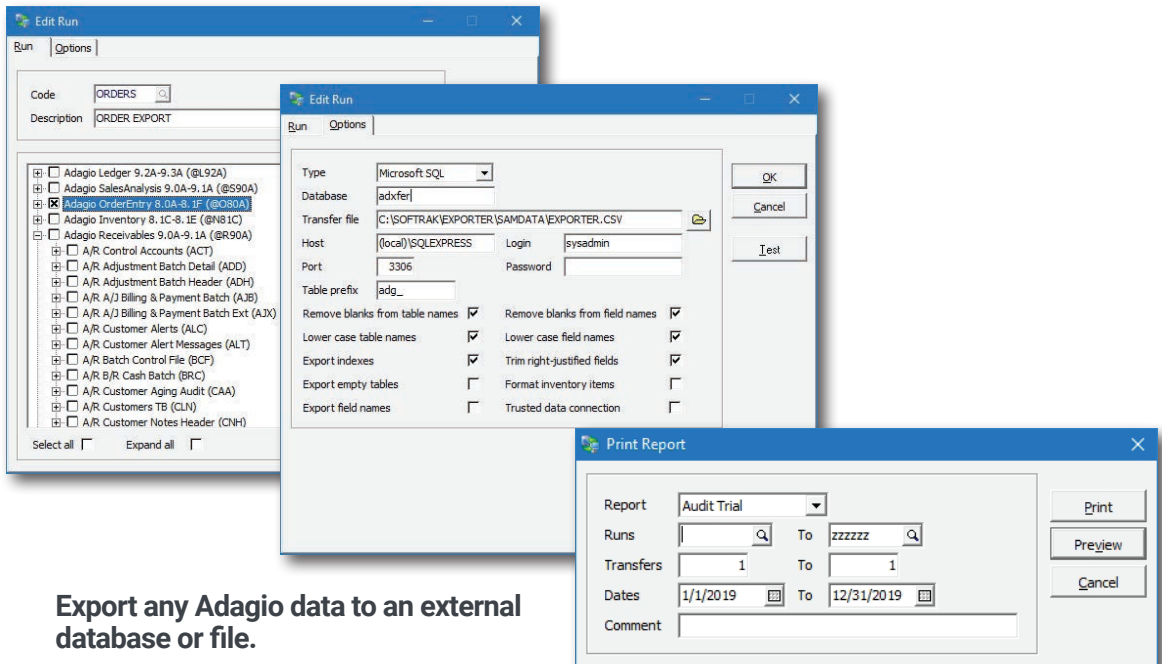 Edit Run
Run Options
Code ORDERS
Description ORDER EXPORT
Adagio Ledger 9.2A-9.3A (@L92A)
Adagio SalesAnalysis 9.0A-9.1A (@S90A)
Adagio OrderEntry 8.0A-8.1F (@O80A)
Adagio Inventory 8.1C-8.1E (@N81C)
Adagio Receivables 9.0A-9.1A (@R90A)
A/R Control Accounts (ACT)
A/R Adjustment Batch Detail (ADD)
A/R Adjustment Batch Header (ADH)
A/R A/J Billing & Payment Batch (AJB)
A/R A/J Billing & Payment Batch Ext (AJX)
A/R Customer Alerts (ALC)
A/R Customer Alert Messages (ALT)
A/R Batch Control File (BCF)
A/R B/R Cash Batch (BRC)
A/R Customer Aging Audit (CAA)
A/R Customers TB (CLN)
A/R Customer Notes Header (CNH)
Select all Expand all
Edit Run
Run Options
Type Microsoft SQL
Database adxfer
Transfer file C:\SOFTRAK\EXPORTER\SAMDATA\EXPORTER.CSV
Host (local)\SQLEXPRESS Login sysadmin
Port 3306 Password
Table prefix adg_
Remove blanks from table names Remove blanks from field names
Lower case table names Lower case field names
Export indexes Trim right-justified fields
Export empty tables Format inventory items
Export field names Trusted data connection
OK
Cancel
Test
Print Report
Report Audit Trial
Runs To zzzzzz
Transfers 1 To 1
Dates 1/1/2019 To 12/31/2019
Comment
Print
Preview
Cancel
Export any Adagio data to an external
database or file.